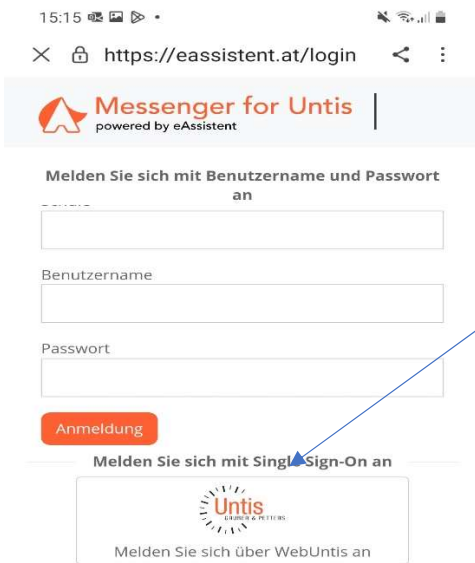 15:15
https://eassistent.at/login
Messenger for Untis
powered by eAssistent
Melden Sie sich mit Benutzername und Passwort
an
Benutzername
Passwort
Anmeldung
Melden Sie sich mit Single Sign-On an
Untis
GRUBER & PETTERS
Melden Sie sich über WebUntis an